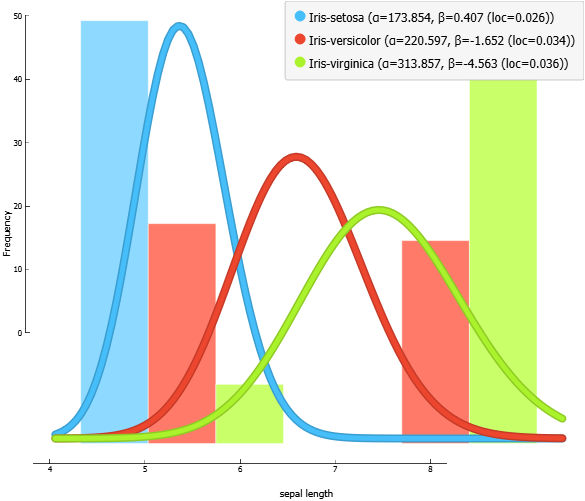 Iris-setosa (α=173.854, β=0.407 (loc=0.026))
Iris-versicolor (α=220.597, β=-1.652 (loc=0.034))
Iris-virginica (α=313.857, β=-4.563 (loc=0.036))
50
40
30
20
10
0
Frequency
4 5 6 7 8
sepal length